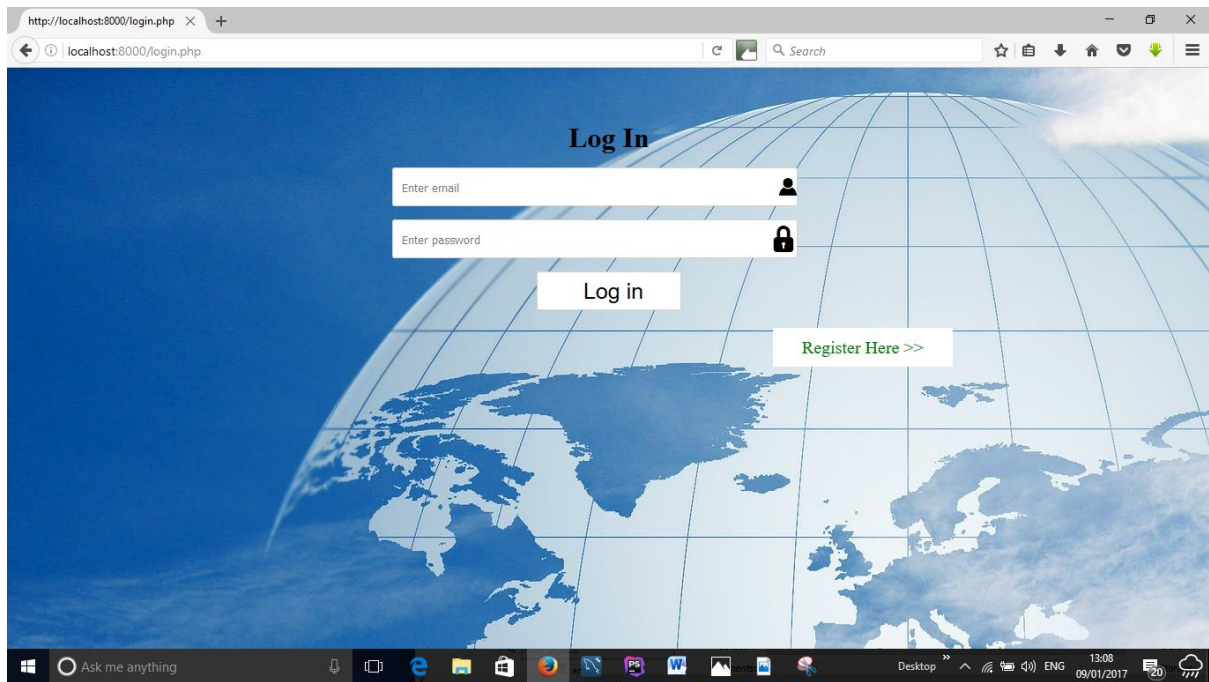 http://localhost:8000/login.php
localhost:8000/login.php
Search
Log In
Enter email
Enter password
Log in
Register Here >>
Ask me anything
PS
W
Desktop
ENG
13:08
09/01/2017
20